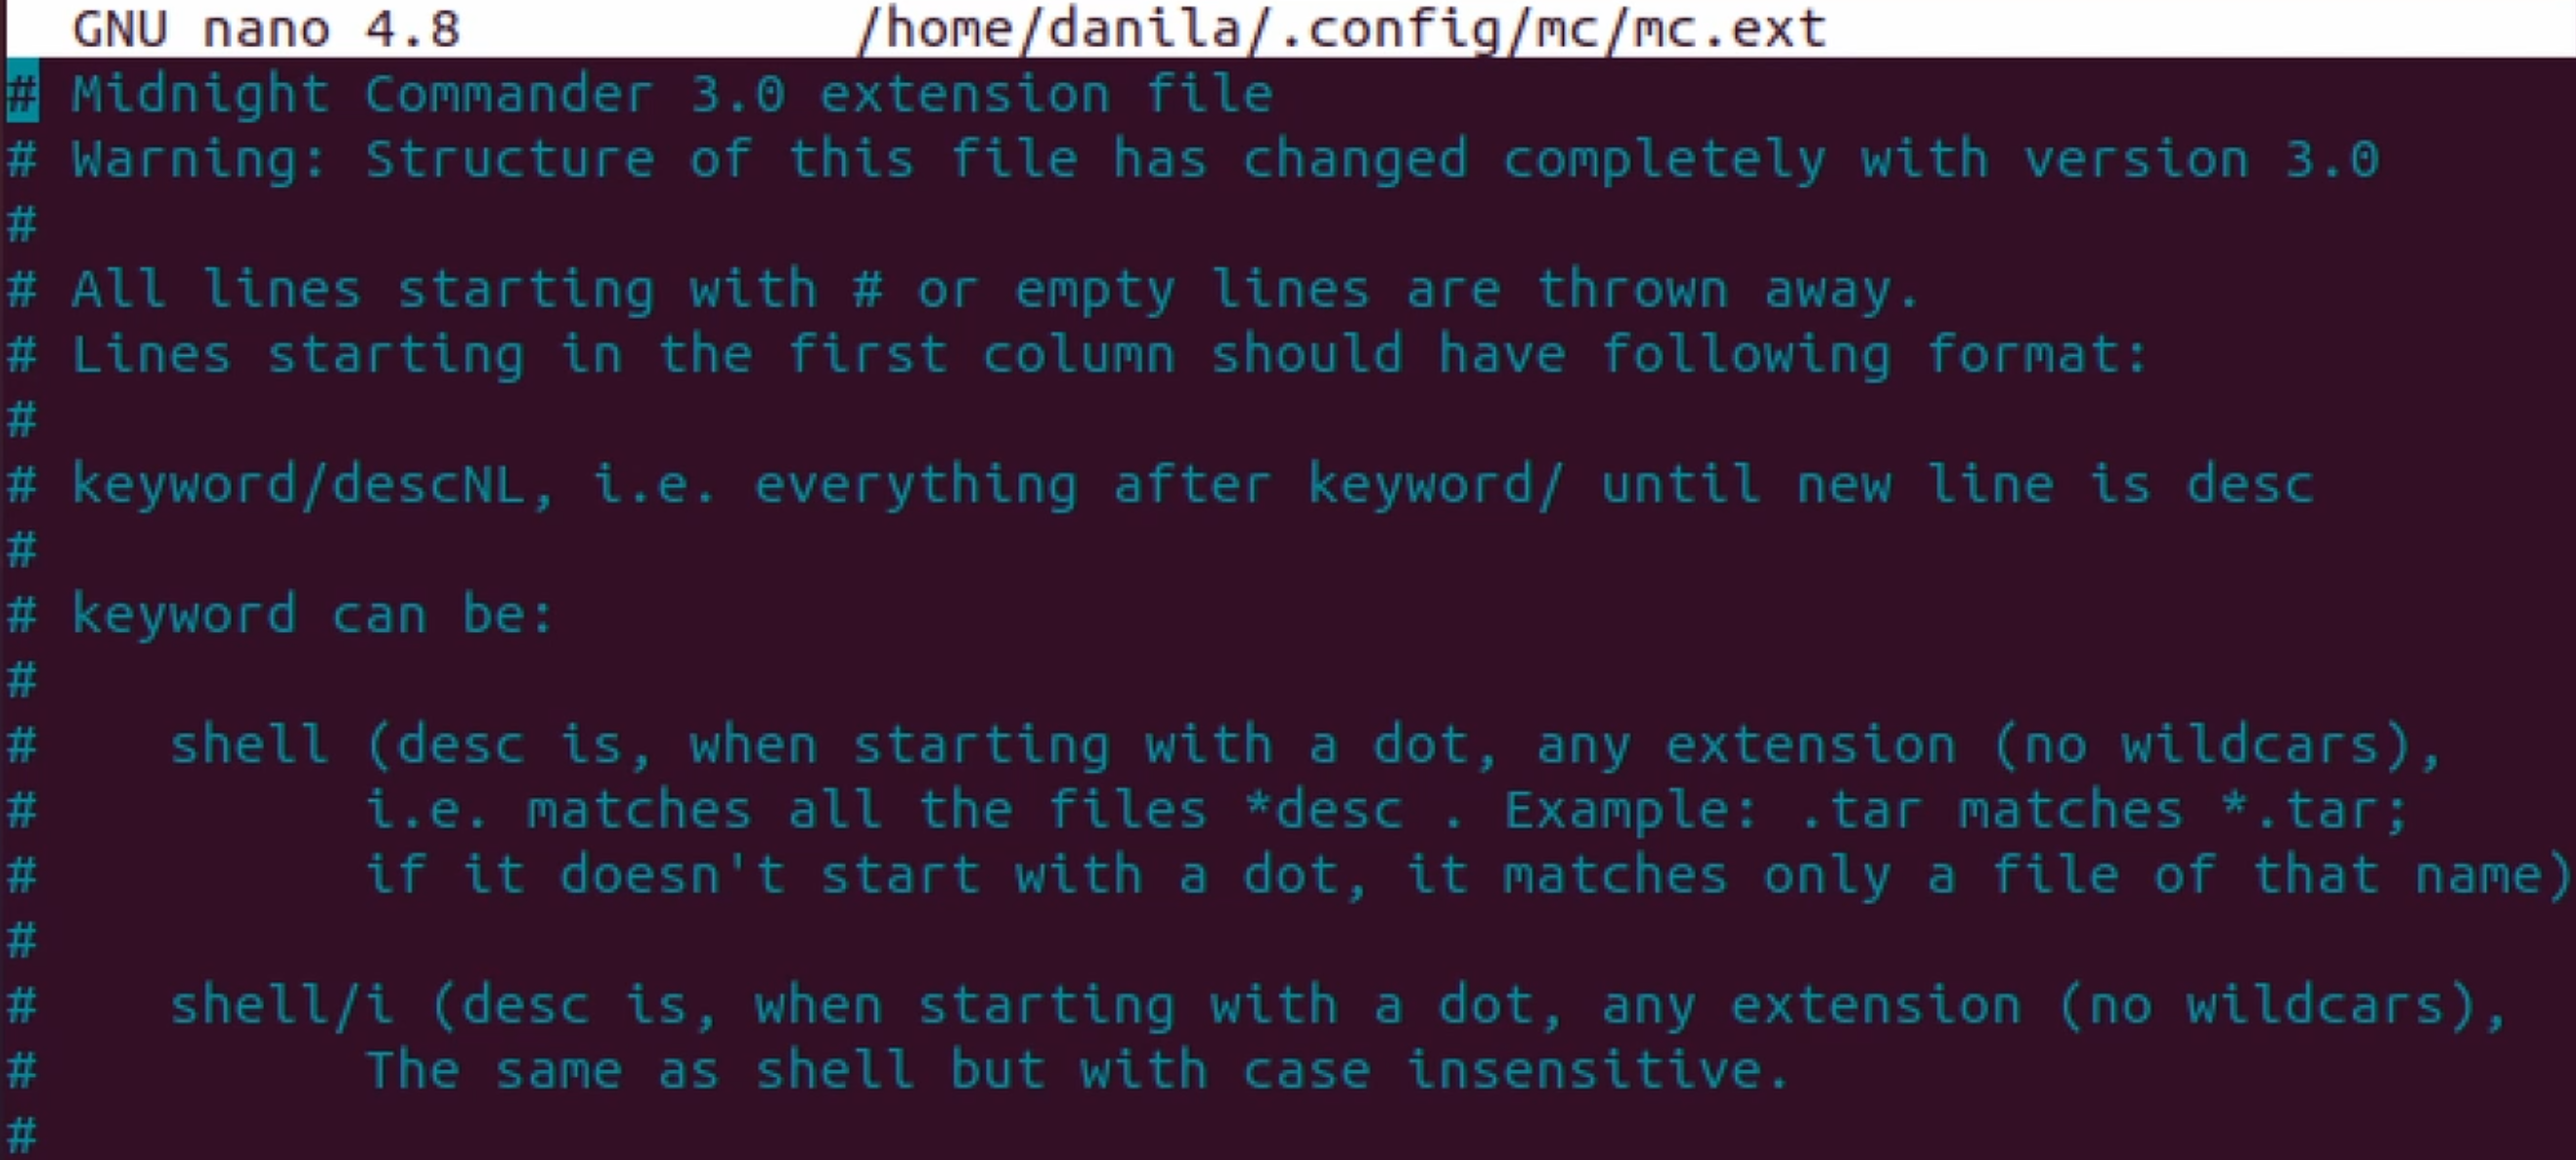 GNU nano 4.8 /home/danila/.config/mc/mc.ext
# Midnight Commander 3.0 extension file
# Warning: Structure of this file has changed completely with version 3.0
#
# All lines starting with # or empty lines are thrown away.
# Lines starting in the first column should have following format:
#
# keyword/descNL, i.e. everything after keyword/ until new line is desc
#
# keyword can be:
#
#    shell (desc is, when starting with a dot, any extension (no wildcars),
#          i.e. matches all the files *desc . Example: .tar matches *.tar;
#          if it doesn't start with a dot, it matches only a file of that name)
#
#    shell/i (desc is, when starting with a dot, any extension (no wildcars),
#          The same as shell but with case insensitive.
#